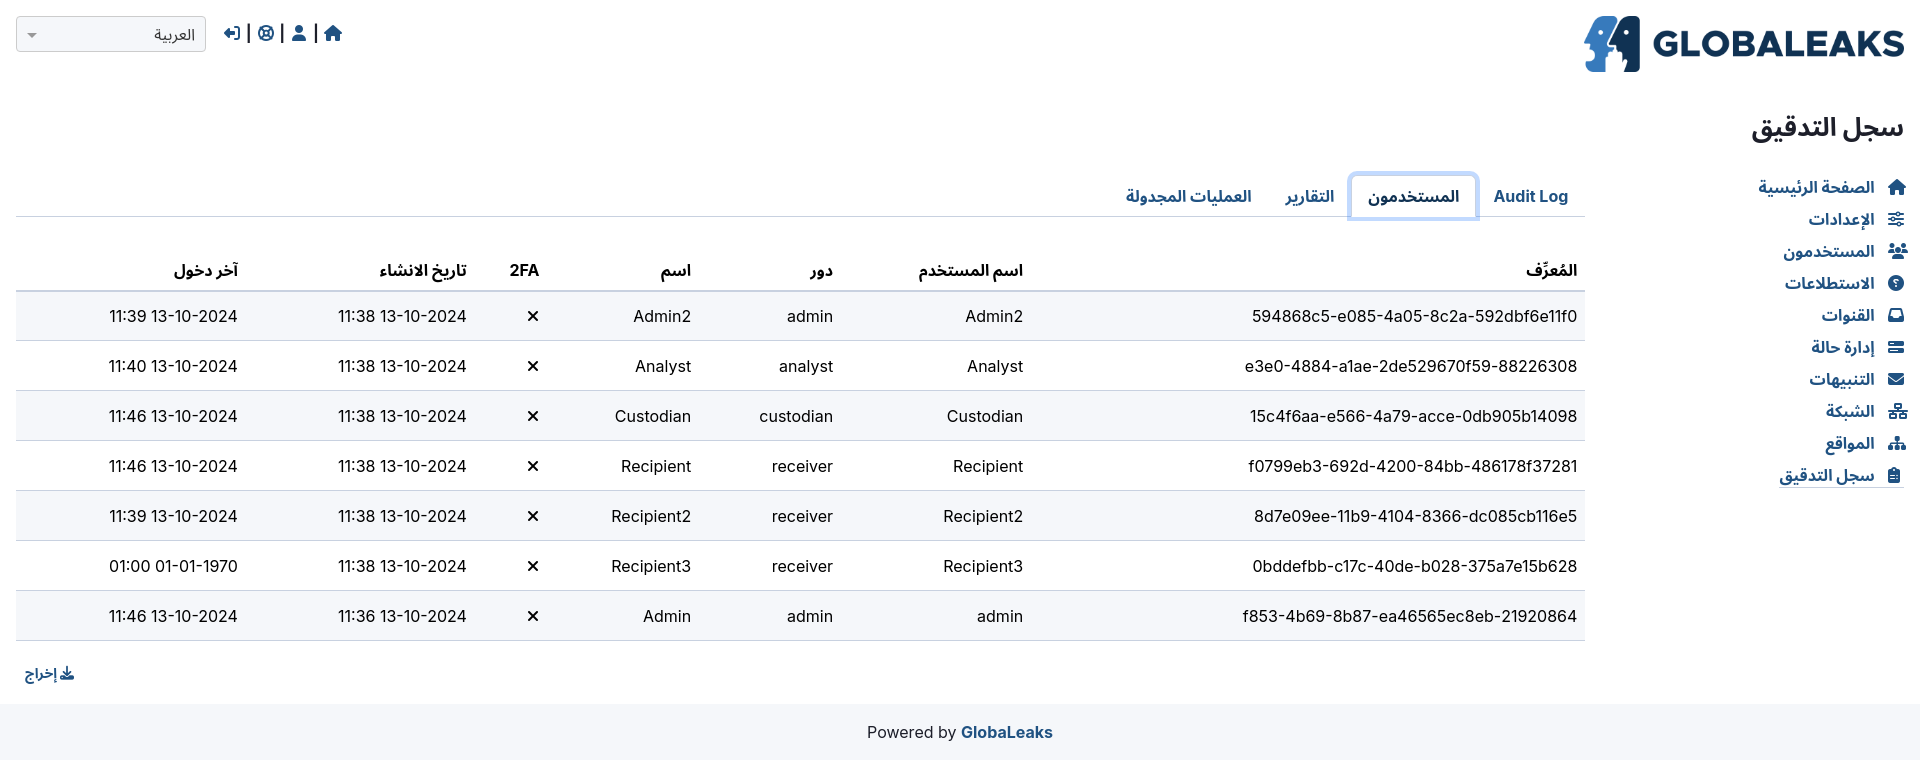 GLOBALEAKS
العربية
سجل التدقيق
الصفحة الرئيسية
الإعدادات
المستخدمون
الاستطلاعات
القنوات
إدارة حالة
التنبيهات
الشبكة
المواقع
سجل التدقيق
Audit Log المستخدمون التقارير العمليات المجدولة
المُعرِّف اسم المستخدم دور اسم 2FA تاريخ الانشاء آخر دخول
594868c5-e085-4a05-8c2a-592dbf6e11f0 Admin2 admin Admin2 11:38 13-10-2024 11:39 13-10-2024
e3e0-4884-a1ae-2de529670f59-88226308 Analyst analyst Analyst 11:38 13-10-2024 11:40 13-10-2024
15c4f6aa-e566-4a79-acce-0db905b14098 Custodian custodian Custodian 11:38 13-10-2024 11:46 13-10-2024
f0799eb3-692d-4200-84bb-486178f37281 Recipient receiver Recipient 11:38 13-10-2024 11:46 13-10-2024
8d7e09ee-11b9-4104-8366-dc085cb116e5 Recipient2 receiver Recipient2 11:38 13-10-2024 11:39 13-10-2024
0bddefbb-c17c-40de-b028-375a7e15b628 Recipient3 receiver Recipient3 11:38 13-10-2024 01:00 01-01-1970
f853-4b69-8b87-ea46565ec8eb-21920864 admin admin Admin 11:36 13-10-2024 11:46 13-10-2024
إخراج
Powered by GlobaLeaks